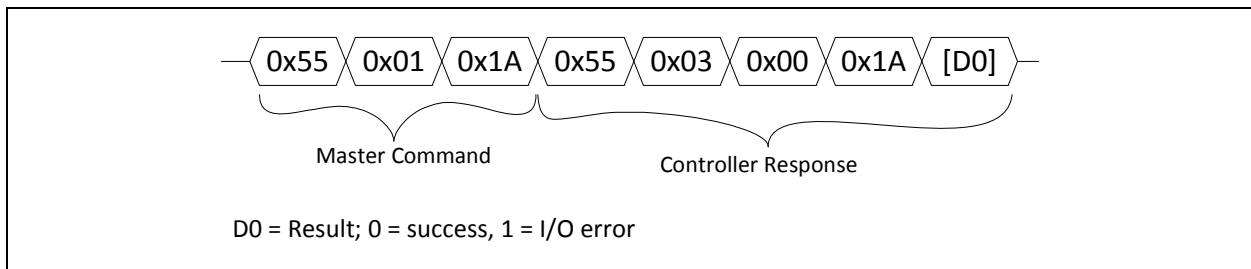 0x55 0x01 0x1A 0x55 0x03 0x00 0x1A [D0]
Master Command
Controller Response
D0 = Result; 0 = success, 1 = I/O error